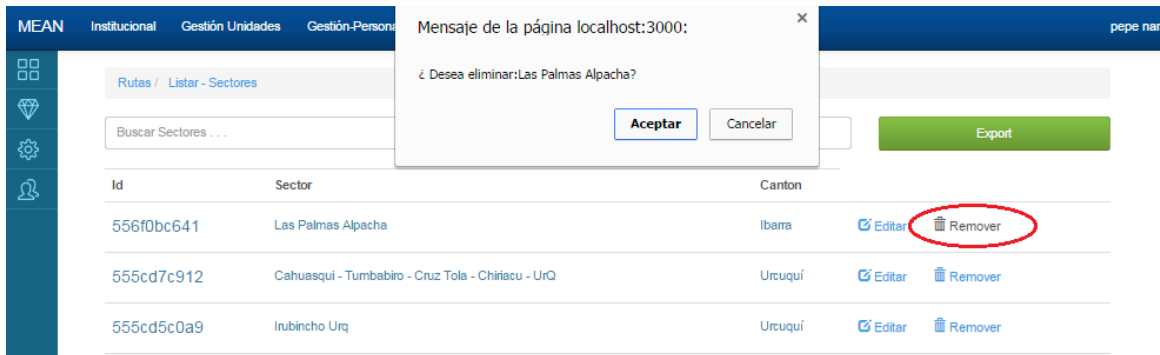 MEAN Institucional Gestión Unidades Gestión-Persona pepe nar
Mensaje de la página localhost:3000:
¿ Desea eliminar:Las Palmas Alpacha?
Aceptar Cancelar
Rutas / Listar - Sectores
Buscar Sectores . . . Export
Id Sector Canton
556f0bc641 Las Palmas Alpacha Ibarra Editar Remover
555cd7c912 Cahuasqui - Tumbabiro - Cruz Tola - Chiriacu - UrQ Urcuquí Editar Remover
555cd5c0a9 Irubincho Urq Urcuquí Editar Remover